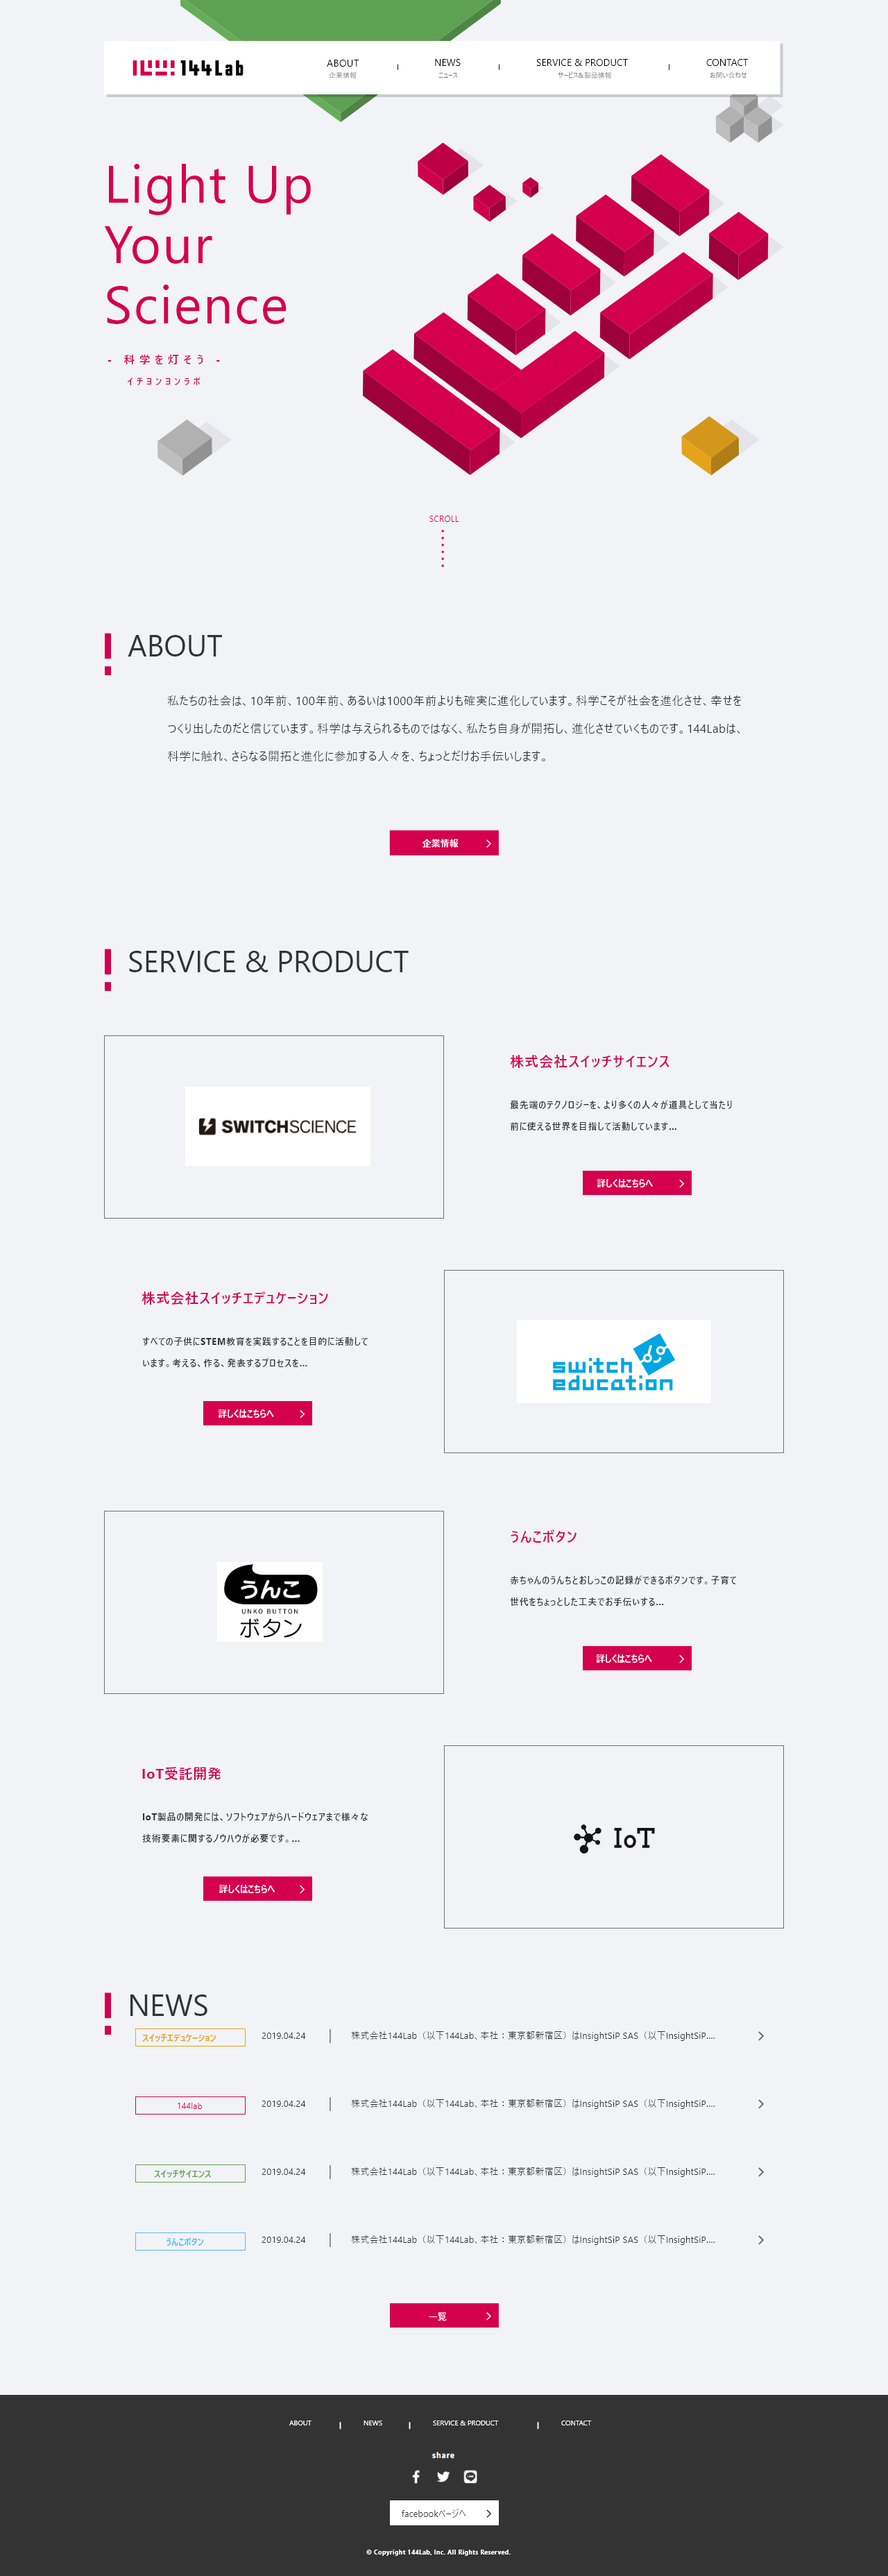 144Lab
ABOUT
企業情報
NEWS
ニュース
SERVICE & PRODUCT
サービス&製品情報
CONTACT
お問い合わせ
Light Up
Your
Science
- 科学を灯そう -
イチヨンヨンラボ
SCROLL
ABOUT
私たちの社会は、10年前、100年前、あるいは1000年前よりも確実に進化しています。科学こそが社会を進化させ、幸せを
つくり出したのだと信じています。科学は与えられるものではなく、私たち自身が開拓し、進化させていくものです。144Labは、
科学に触れ、さらなる開拓と進化に参加する人々を、ちょっとだけお手伝いします。
企業情報
SERVICE & PRODUCT
SWITCHSCIENCE
株式会社スイッチサイエンス
最先端のテクノロジーを、より多くの人々が道具として当たり
前に使える世界を目指して活動しています...
詳しくはこちらへ
株式会社スイッチエデュケーション
すべての子供にSTEM教育を実践することを目的に活動して
います。考える、作る、発表するプロセスを...
詳しくはこちらへ
switch
education
うんこ
UNKO BUTTON
ボタン
うんこボタン
赤ちゃんのうんちとおしっこの記録ができるボタンです。子育て
世代をちょっとした工夫でお手伝いする...
詳しくはこちらへ
IoT受託開発
IoT製品の開発には、ソフトウェアからハードウェアまで様々な
技術要素に関するノウハウが必要です。...
詳しくはこちらへ
IoT
NEWS
スイッチエデュケーション 2019.04.24 株式会社144Lab（以下144Lab、本社：東京都新宿区）はInsightSiP SAS（以下InsightSiP....
144lab 2019.04.24 株式会社144Lab（以下144Lab、本社：東京都新宿区）はInsightSiP SAS（以下InsightSiP....
スイッチサイエンス 2019.04.24 株式会社144Lab（以下144Lab、本社：東京都新宿区）はInsightSiP SAS（以下InsightSiP....
うんこボタン 2019.04.24 株式会社144Lab（以下144Lab、本社：東京都新宿区）はInsightSiP SAS（以下InsightSiP....
一覧
ABOUT NEWS SERVICE & PRODUCT CONTACT
share
facebookページへ
© Copyright 144Lab, Inc. All Rights Reserved.